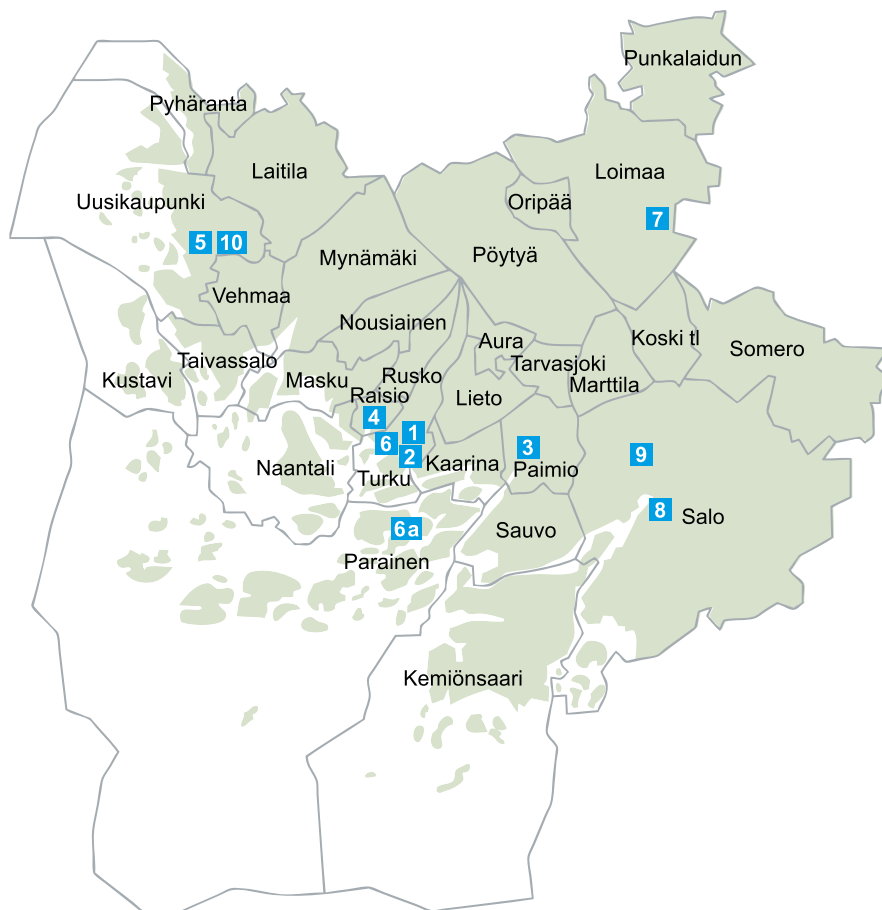 Punkalaidun
Pyhäranta
Laitila
Loimaa
Uusikaupunki
Oripää
7
5
10
Mynämäki
Pöytyä
Vehmaa
Nousiainen
Aura
Koski tl
Somero
Taivassalo
Tarvasjoki
Kustavi
Masku
Rusko
Marttila
Raisio
Lieto
4
1
6
2
3
9
Naantali
Kaarina
Paimio
Turku
8
Salo
6a
Sauvo
Parainen
Kemiönsaari